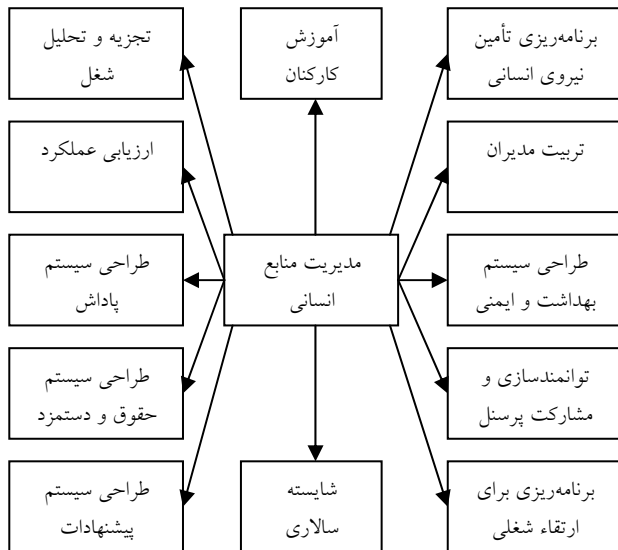 برنامه‌ریزی تأمین
نیروی انسانی
آموزش
کارکنان
تجزیه و تحلیل
شغل
تربیت مدیران
ارزیابی عملکرد
طراحی سیستم
بهداشت و ایمنی
مدیریت منابع
انسانی
طراحی سیستم
پاداش
توانمندسازی و
مشارکت پرسنل
طراحی سیستم
حقوق و دستمزد
برنامه‌ریزی برای
ارتقاء شغلی
شایسته
سالاری
طراحی سیستم
پیشنهادات